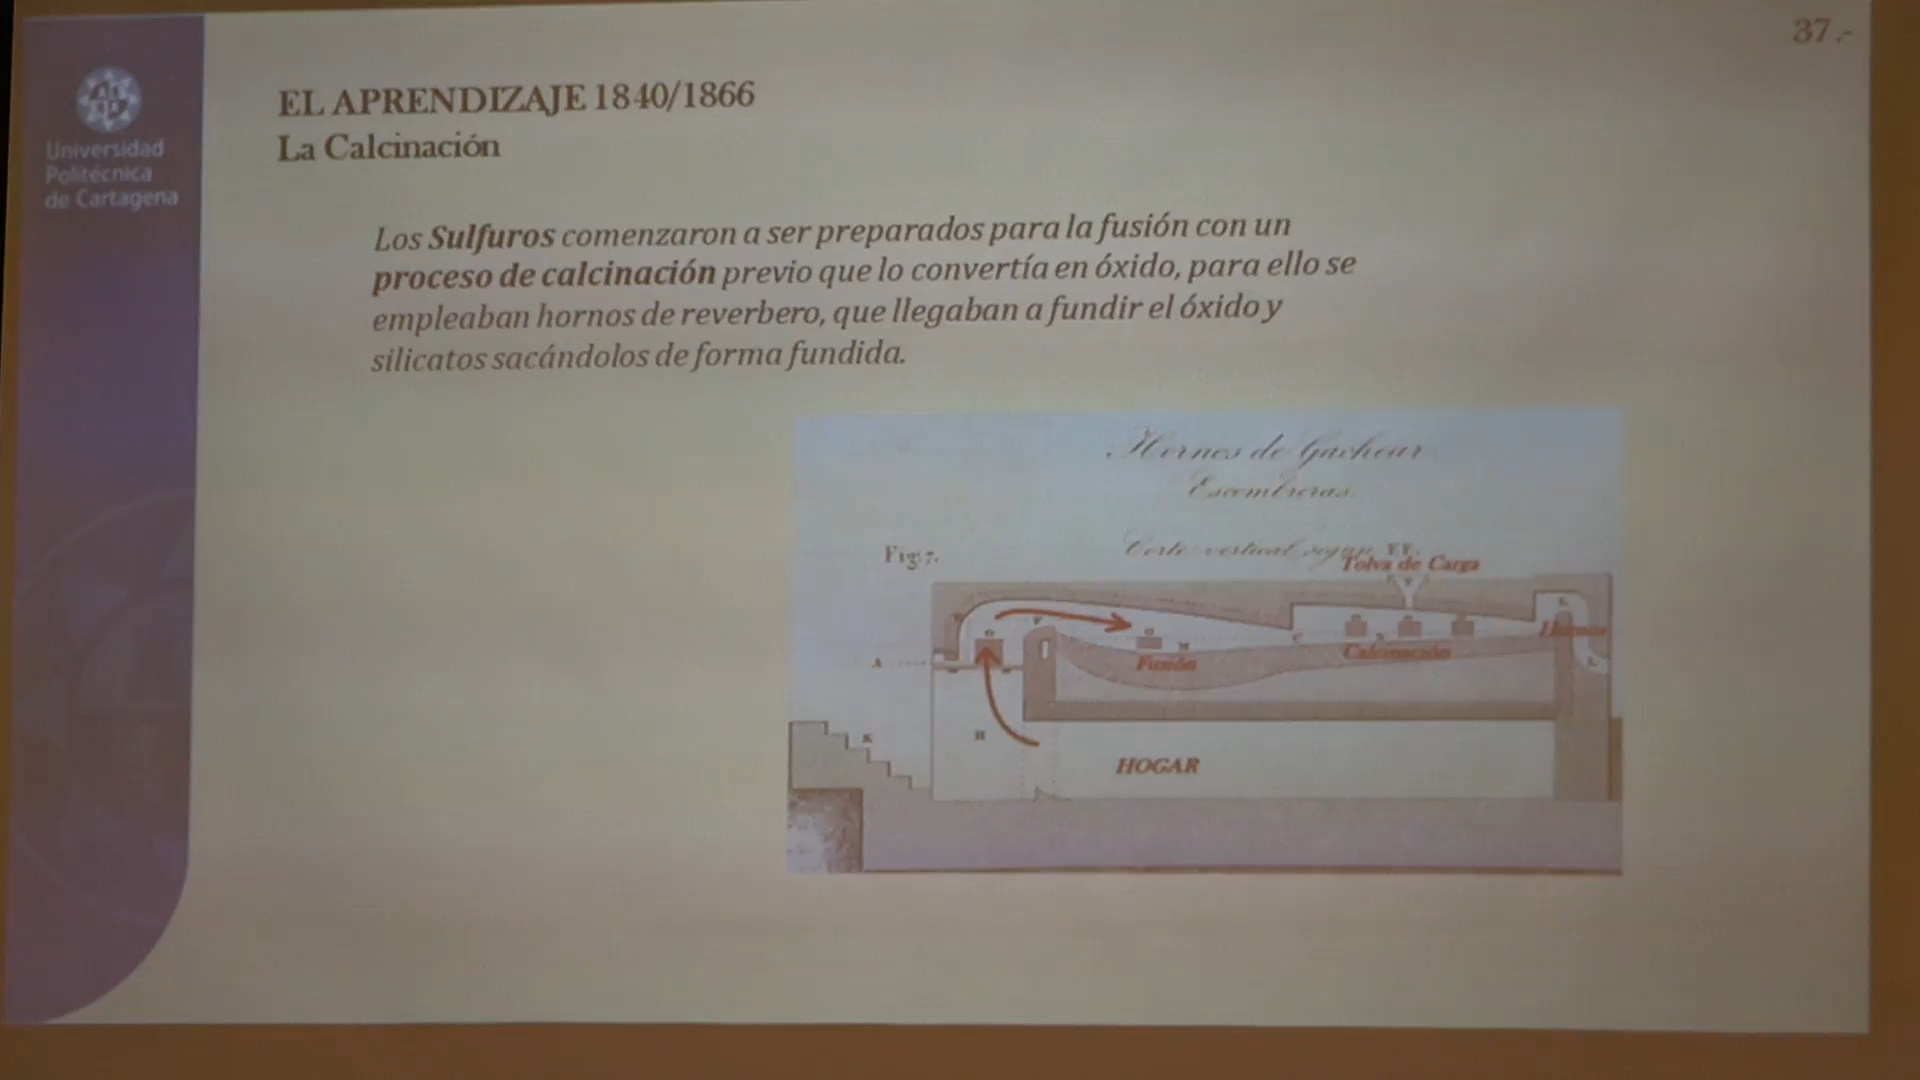 37.-
Universidad
Politécnica
de Cartagena
EL APRENDIZAJE 1840/1866
La Calcinación
Los Sulfuros comenzaron a ser preparados para la fusión con un
proceso de calcinación previo que lo convertía en óxido, para ello se
empleaban hornos de reverbero, que llegaban a fundir el óxido y
silicatos sacándolos de forma fundida.
Hornos de Gachear
Escombreras.
Fig: 7.
Corte vertical segun F.F.
Tolva de Carga
A
Fusión
Calcinación
K
H
HOGAR